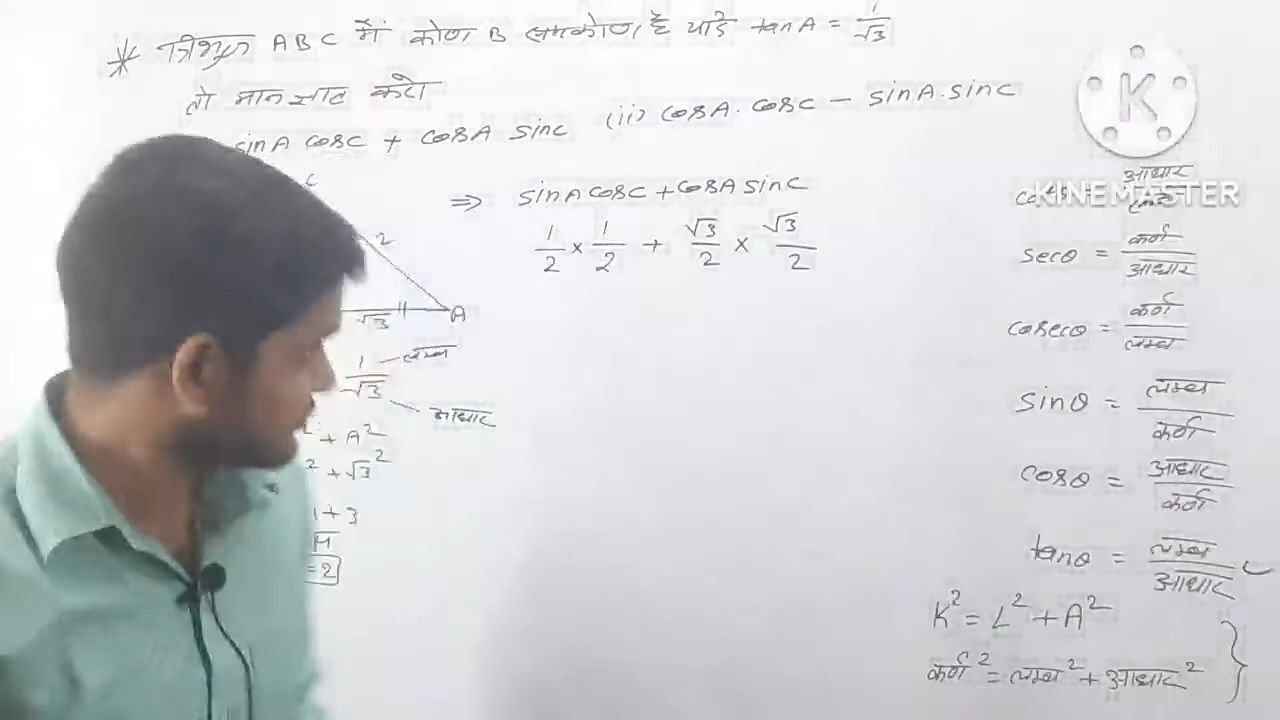 * त्रिभुज ABC में कोण B समकोण है यदि tanA = 1/√3
तो मान ज्ञात करो
sinA cosC + cosA sinC (ii) cosA. cosC - sinA. sinC
C
2
√3 A
1/√3 लम्ब
आधार
² + A²
² + √3²
1 + 3
= 2
⇒ sinA cosC + cosA sinC
1/2 × 1/2 + √3/2 × √3/2
K
KINEMASTER
आधार
secθ = कर्ण/आधार
cosecθ = कर्ण/लम्ब
sinθ = लम्ब/कर्ण
cosθ = आधार/कर्ण
tanθ = लम्ब/आधार
K² = L² + A²
कर्ण² = लम्ब² + आधार²